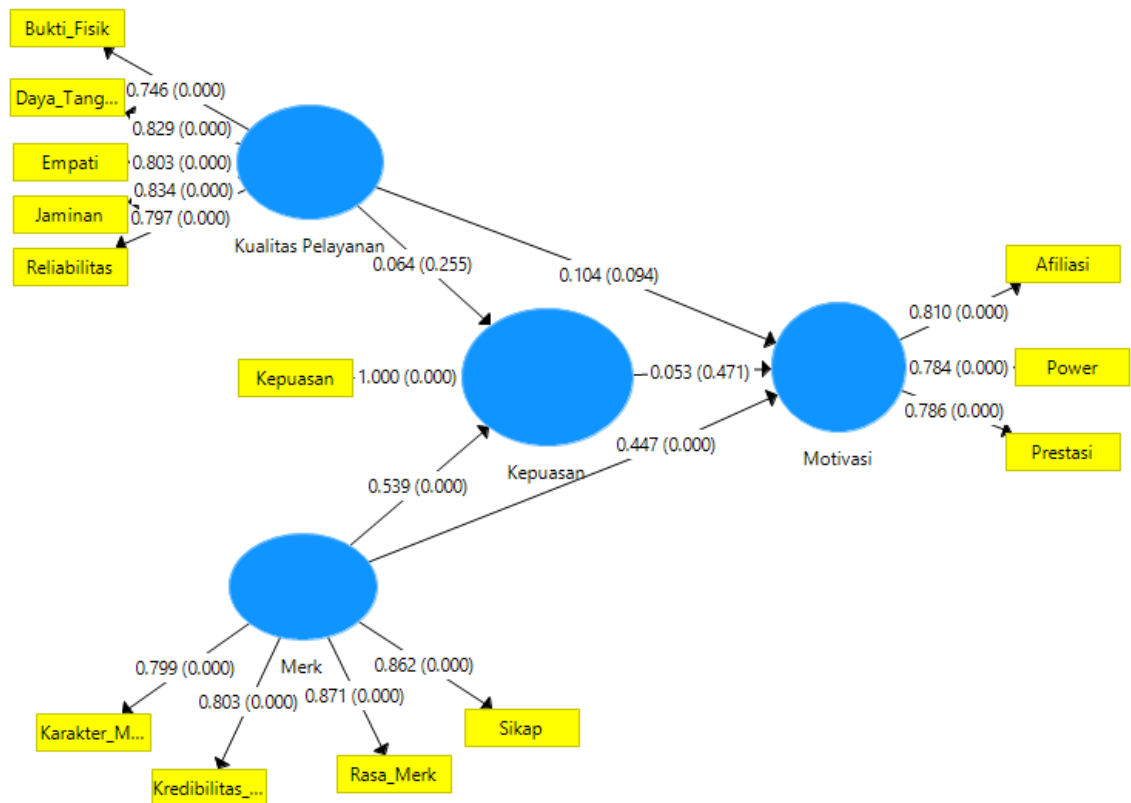 Bukti_Fisik
0.746 (0.000)
Daya_Tang...
0.829 (0.000)
Empati
0.803 (0.000)
0.834 (0.000)
Jaminan
0.797 (0.000)
Reliabilitas
Kualitas Pelayanan
0.064 (0.255)
0.104 (0.094)
Afiliasi
0.810 (0.000)
Kepuasan
1.000 (0.000)
0.053 (0.471)
0.784 (0.000)
Power
0.786 (0.000)
Prestasi
Motivasi
0.447 (0.000)
Kepuasan
0.539 (0.000)
Merk
0.799 (0.000)
0.803 (0.000)
0.871 (0.000)
0.862 (0.000)
Karakter_M...
Kredibilitas_...
Rasa_Merk
Sikap